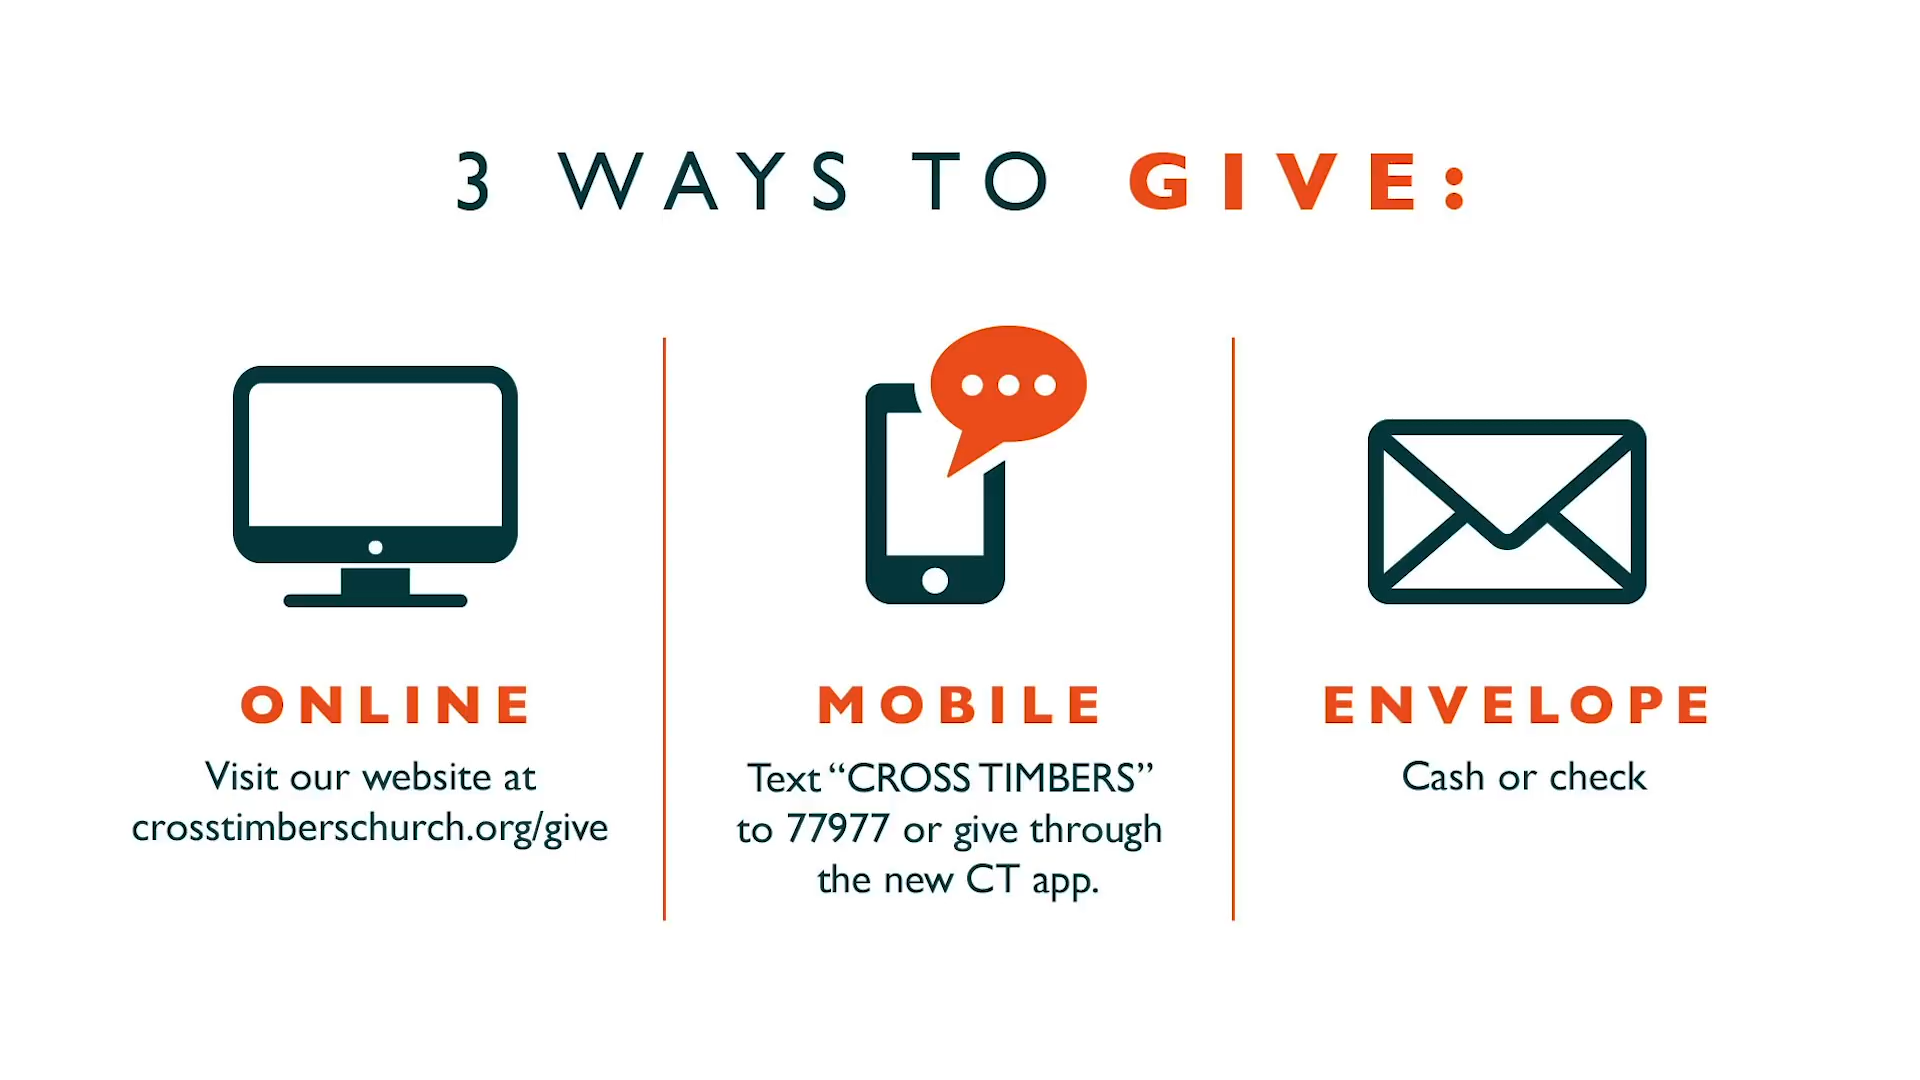 3 WAYS TO GIVE:
ONLINE
Visit our website at
crosstimberschurch.org/give
MOBILE
Text “CROSS TIMBERS”
to 77977 or give through
the new CT app.
ENVELOPE
Cash or check